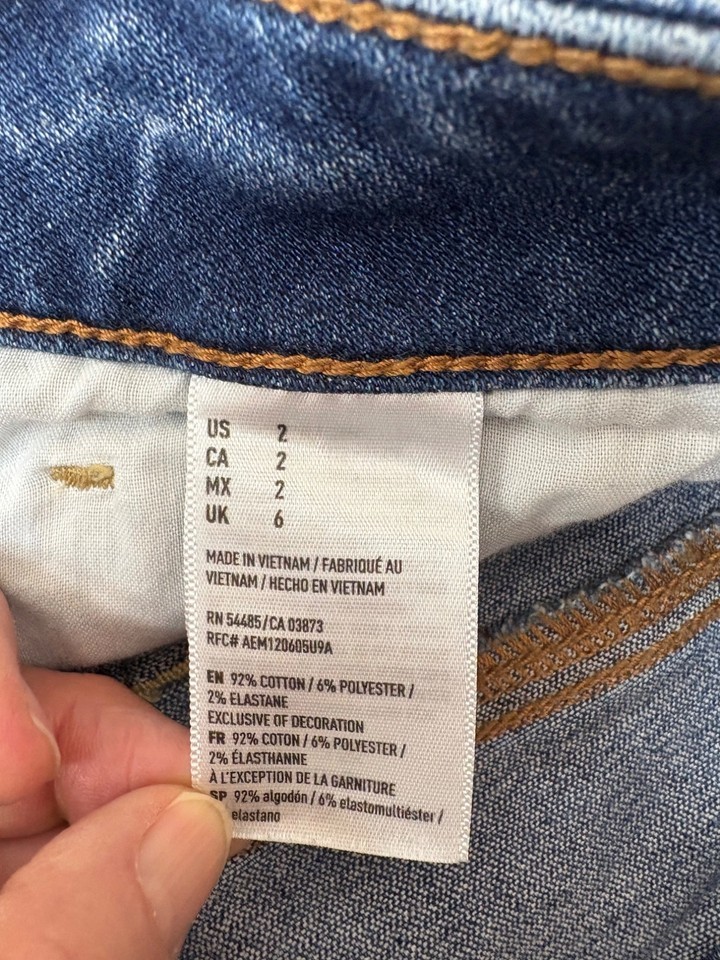 US 2
CA 2
MX 2
UK 6
MADE IN VIETNAM / FABRIQUÉ AU
VIETNAM / HECHO EN VIETNAM
RN 54485/CA 03873
RFC# AEM120605U9A
EN 92% COTTON / 6% POLYESTER /
2% ELASTANE
EXCLUSIVE OF DECORATION
FR 92% COTON / 6% POLYESTER /
2% ÉLASTHANNE
À L'EXCEPTION DE LA GARNITURE
SP 92% algodón / 6% elastomultiéster /
elastano